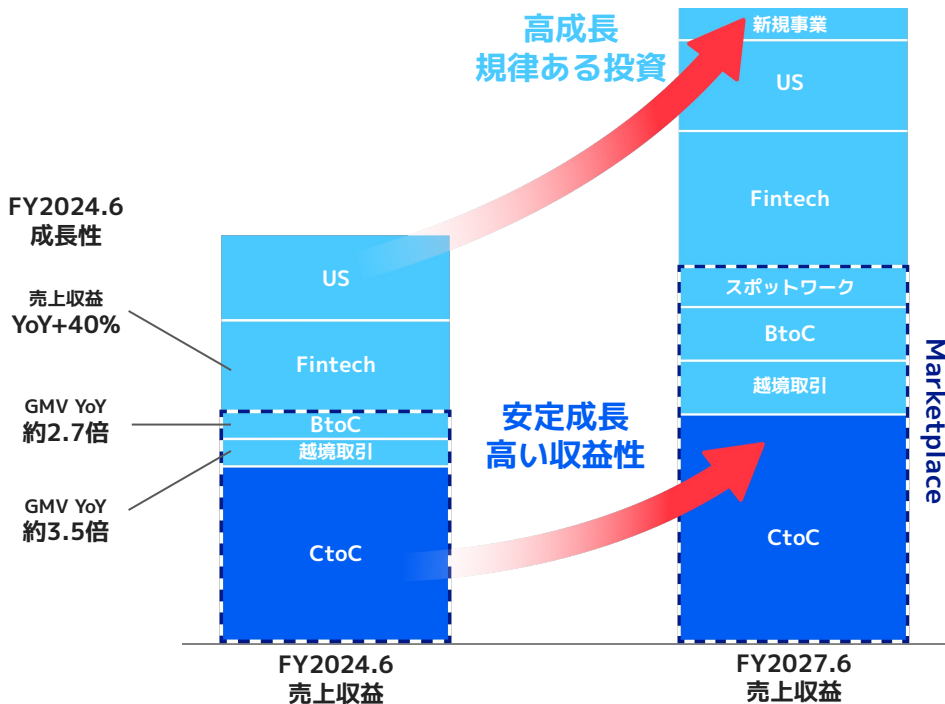 高成長
規律ある投資
FY2024.6
成長性
売上収益
YoY+40%
GMV YoY
約2.7倍
GMV YoY
約3.5倍
US
Fintech
BtoC
越境取引
CtoC
安定成長
高い収益性
新規事業
US
Fintech
スポットワーク
BtoC
越境取引
CtoC
Marketplace
FY2024.6
売上収益
FY2027.6
売上収益